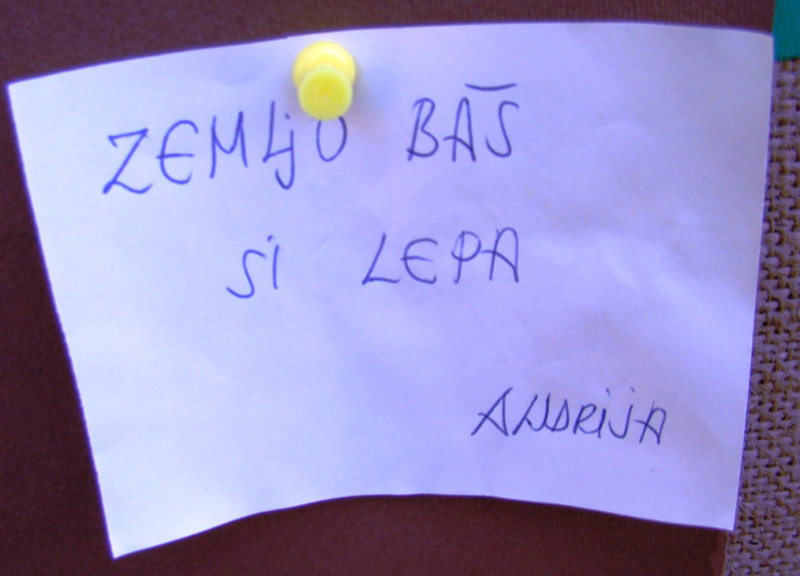 ZEMLjO BAŠ
SI LEPA
ANDRIJA